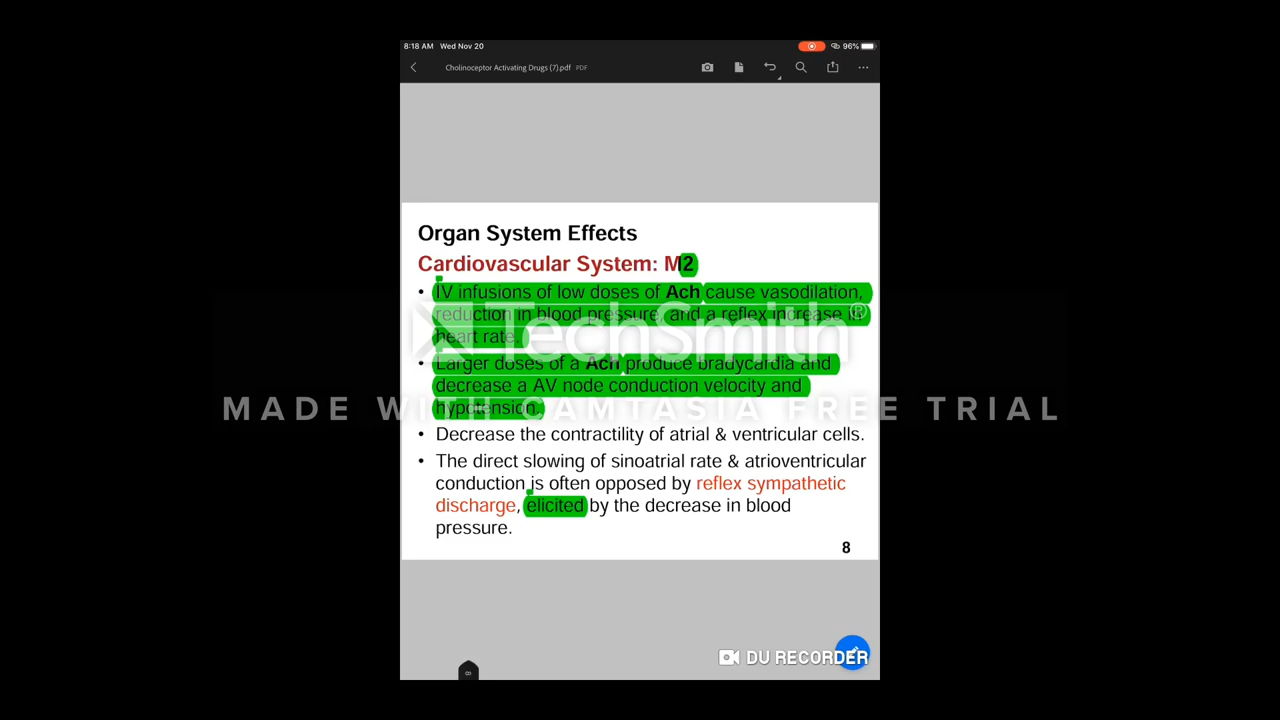 8:18 AM Wed Nov 20
96%
Cholinoceptor Activating Drugs (7).pdf PDF
Organ System Effects
Cardiovascular System: M2
• IV infusions of low doses of Ach cause vasodilation,
reduction in blood pressure, and a reflex increase in
heart rate.
• Larger doses of a Ach produce bradycardia and
decrease a AV node conduction velocity and
hypotension.
• Decrease the contractility of atrial & ventricular cells.
• The direct slowing of sinoatrial rate & atrioventricular
conduction is often opposed by reflex sympathetic
discharge, elicited by the decrease in blood
pressure.
8
TechSmith®
MADE WITH CAMTASIA FREE TRIAL
DU RECORDER
8